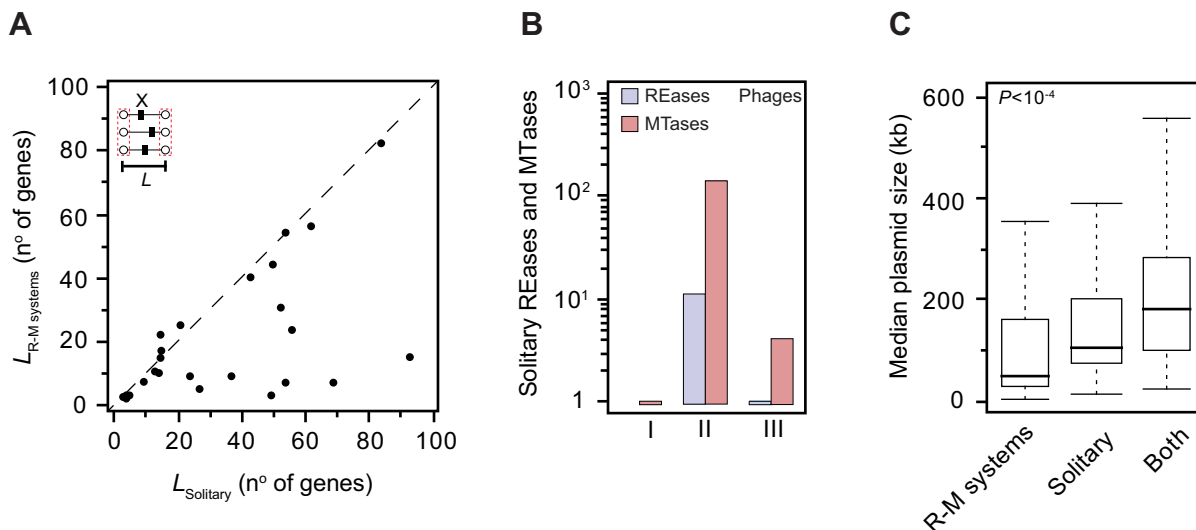 A
L R-M systems (nº of genes)
100
80
60
40
20
0
X
L
0 20 40 60 80 100
L Solitary (nº of genes)
B
Solitary REases and MTases
10³
10²
10¹
1
REases Phages
MTases
I II III
C
Median plasmid size (kb)
600
400
200
0
P<10⁻⁴
R-M systems
Solitary
Both